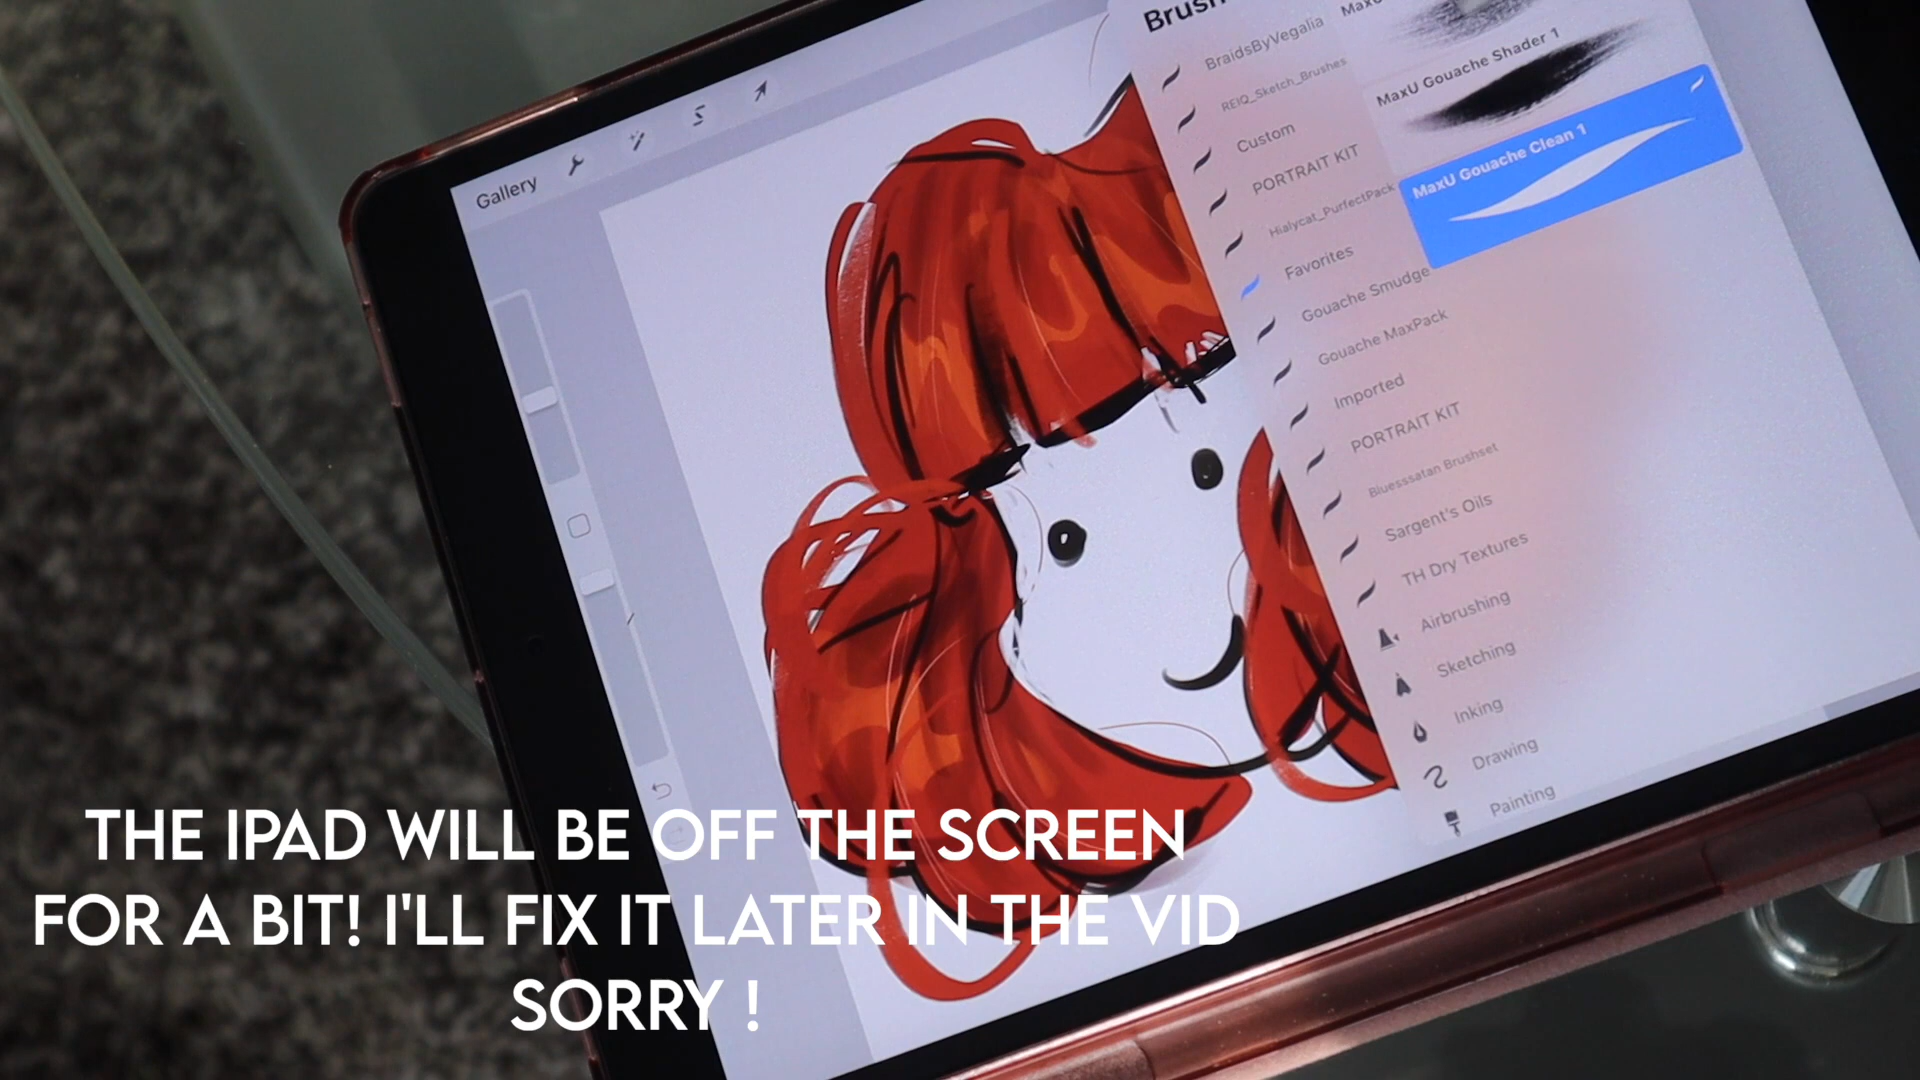 Gallery
Brush
BraidsByVegalia
REIQ_Sketch_Brushes
Custom
PORTRAIT KIT
Hialycat_PurfectPack
Favorites
Gouache Smudge
Gouache MaxPack
Imported
PORTRAIT KIT
Bluesssatan Brushset
Sargent's Oils
TH Dry Textures
Airbrushing
Sketching
Inking
Drawing
Painting
MaxU Gouache Shader 1
MaxU Gouache Clean 1
THE IPAD WILL BE OFF THE SCREEN
FOR A BIT! I'LL FIX IT LATER IN THE VID
SORRY !